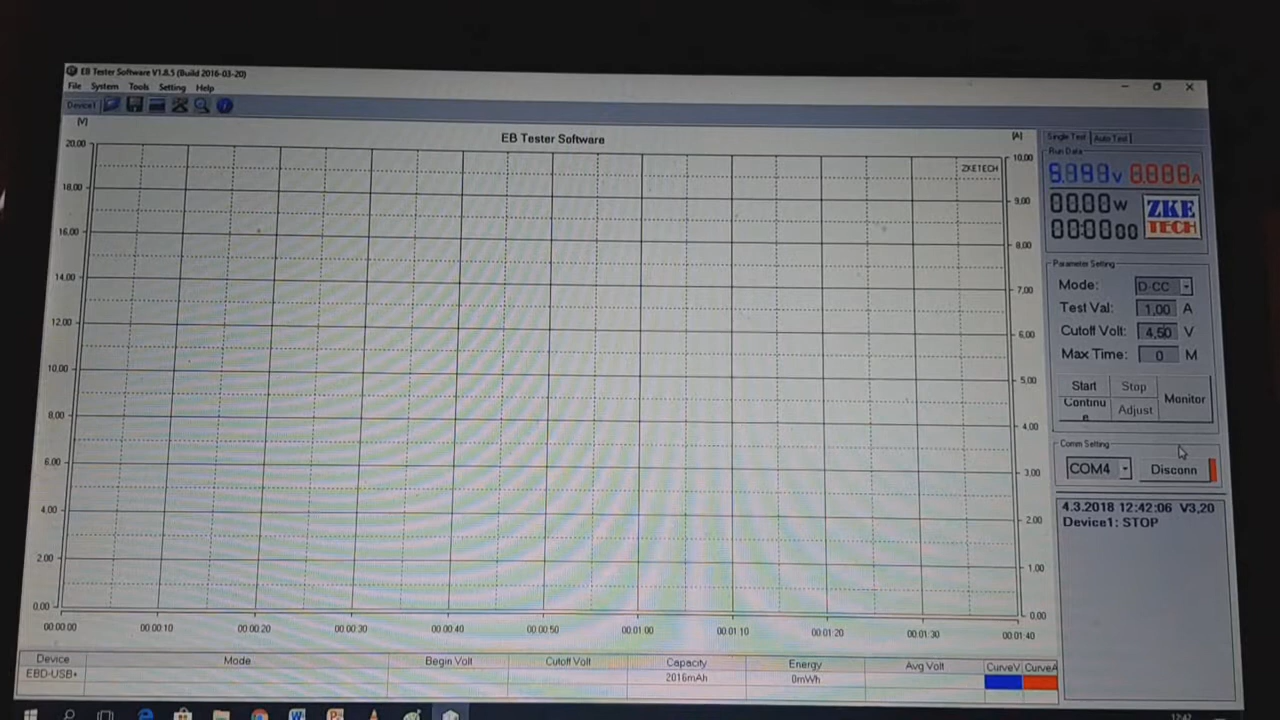 EB Tester Software V1.8.5 (Build 2016-03-20)
File System Tools Setting Help
Device1
[V]
EB Tester Software
[A]
ZKETECH
20,00
18,00
16,00
14,00
12,00
10,00
8,00
6,00
4,00
2,00
0,00
10,00
9,00
8,00
7,00
6,00
5,00
4,00
3,00
2,00
1,00
0,00
00:00:00 00:00:10 00:00:20 00:00:30 00:00:40 00:00:50 00:01:00 00:01:10 00:01:20 00:01:30 00:01:40
Single Test Auto Test
Run Data
V A
00.00W
00:00:00
ZKE
TECH
Parameter Setting
Mode: D-CC
Test Val: 1,00 A
Cutoff Volt: 4,50 V
Max Time: 0 M
Start Stop Monitor
Continu
e
Adjust
Comm Setting
COM4 Disconn
4.3.2018 12:42:06 V3,20
Device1: STOP
Device Mode Begin Volt Cutoff Volt Capacity Energy Avg Volt CurveV CurveA
EBD-USB+ 2016mAh 0mWh